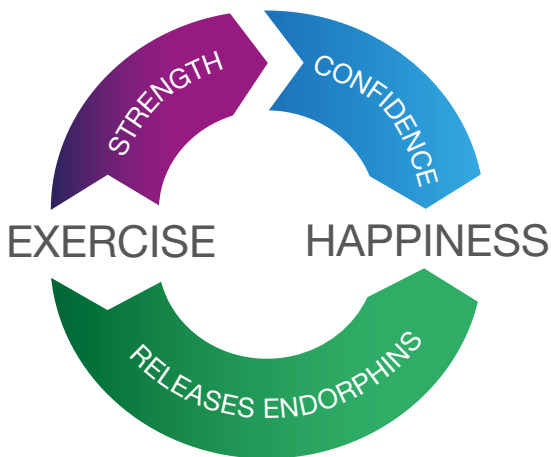 STRENGTH
CONFIDENCE
EXERCISE
HAPPINESS
RELEASES ENDORPHINS